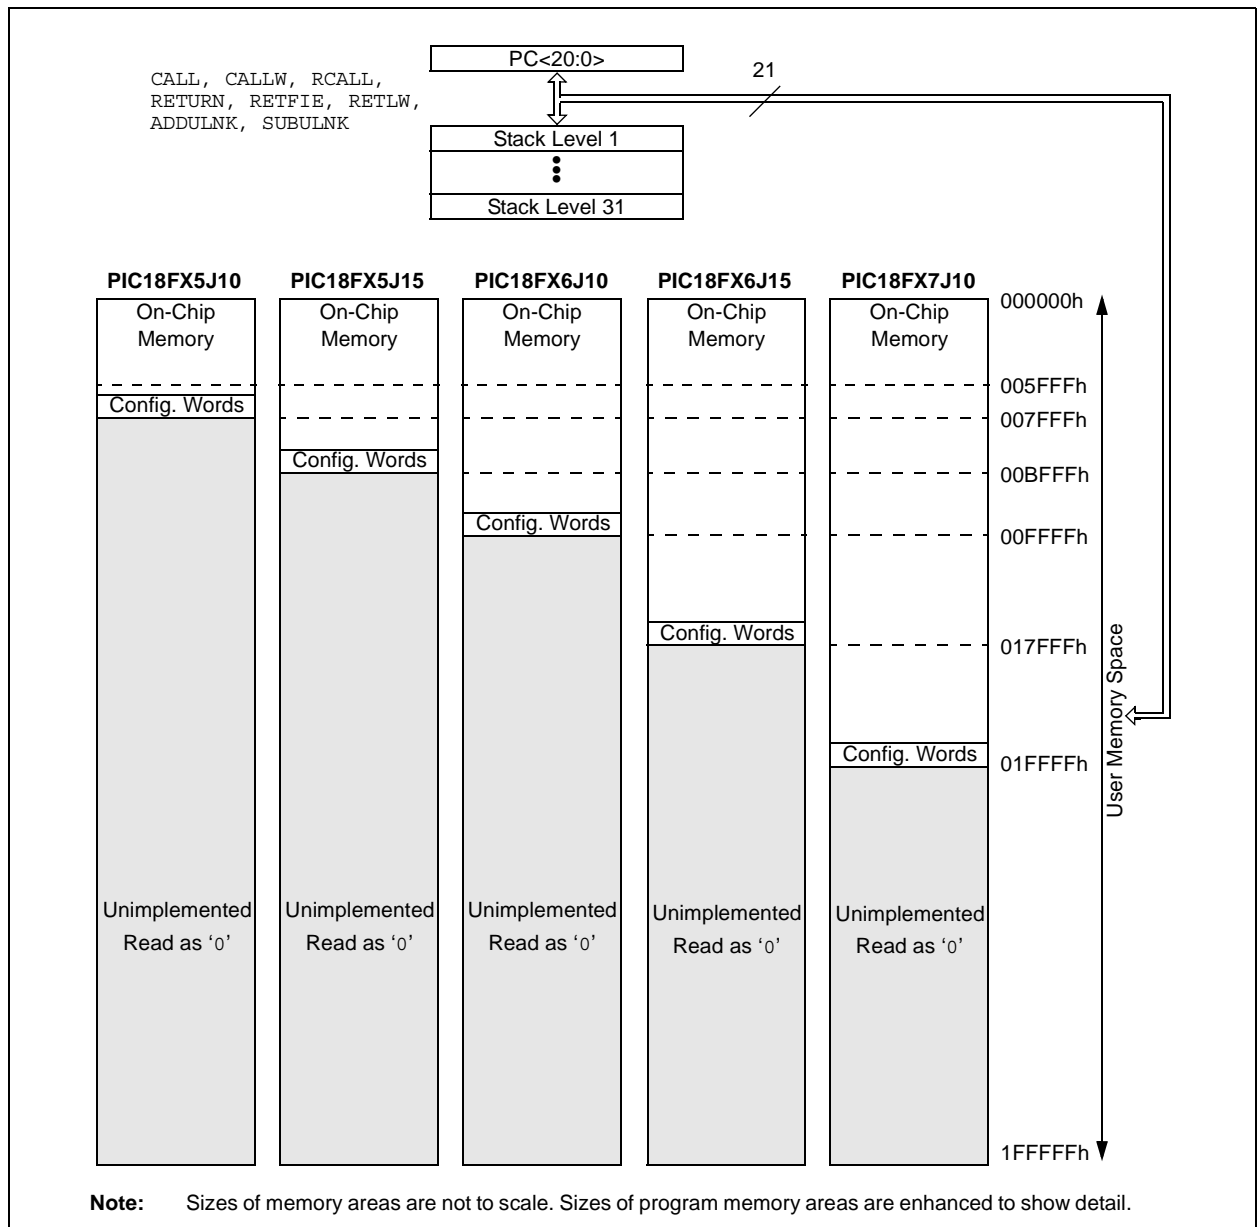 PC<20:0>
21
CALL, CALLW, RCALL,
RETURN, RETFIE, RETLW,
ADDULNK, SUBULNK
Stack Level 1
Stack Level 31
PIC18FX5J10
PIC18FX5J15
PIC18FX6J10
PIC18FX6J15
PIC18FX7J10
On-Chip
Memory
On-Chip
Memory
On-Chip
Memory
On-Chip
Memory
On-Chip
Memory
000000h
005FFFh
Config. Words
007FFFh
Config. Words
00BFFFh
Config. Words
00FFFFh
Config. Words
017FFFh
Config. Words
01FFFFh
User Memory Space
Unimplemented
Read as ‘0’
Unimplemented
Read as ‘0’
Unimplemented
Read as ‘0’
Unimplemented
Read as ‘0’
Unimplemented
Read as ‘0’
1FFFFFh
Note: Sizes of memory areas are not to scale. Sizes of program memory areas are enhanced to show detail.